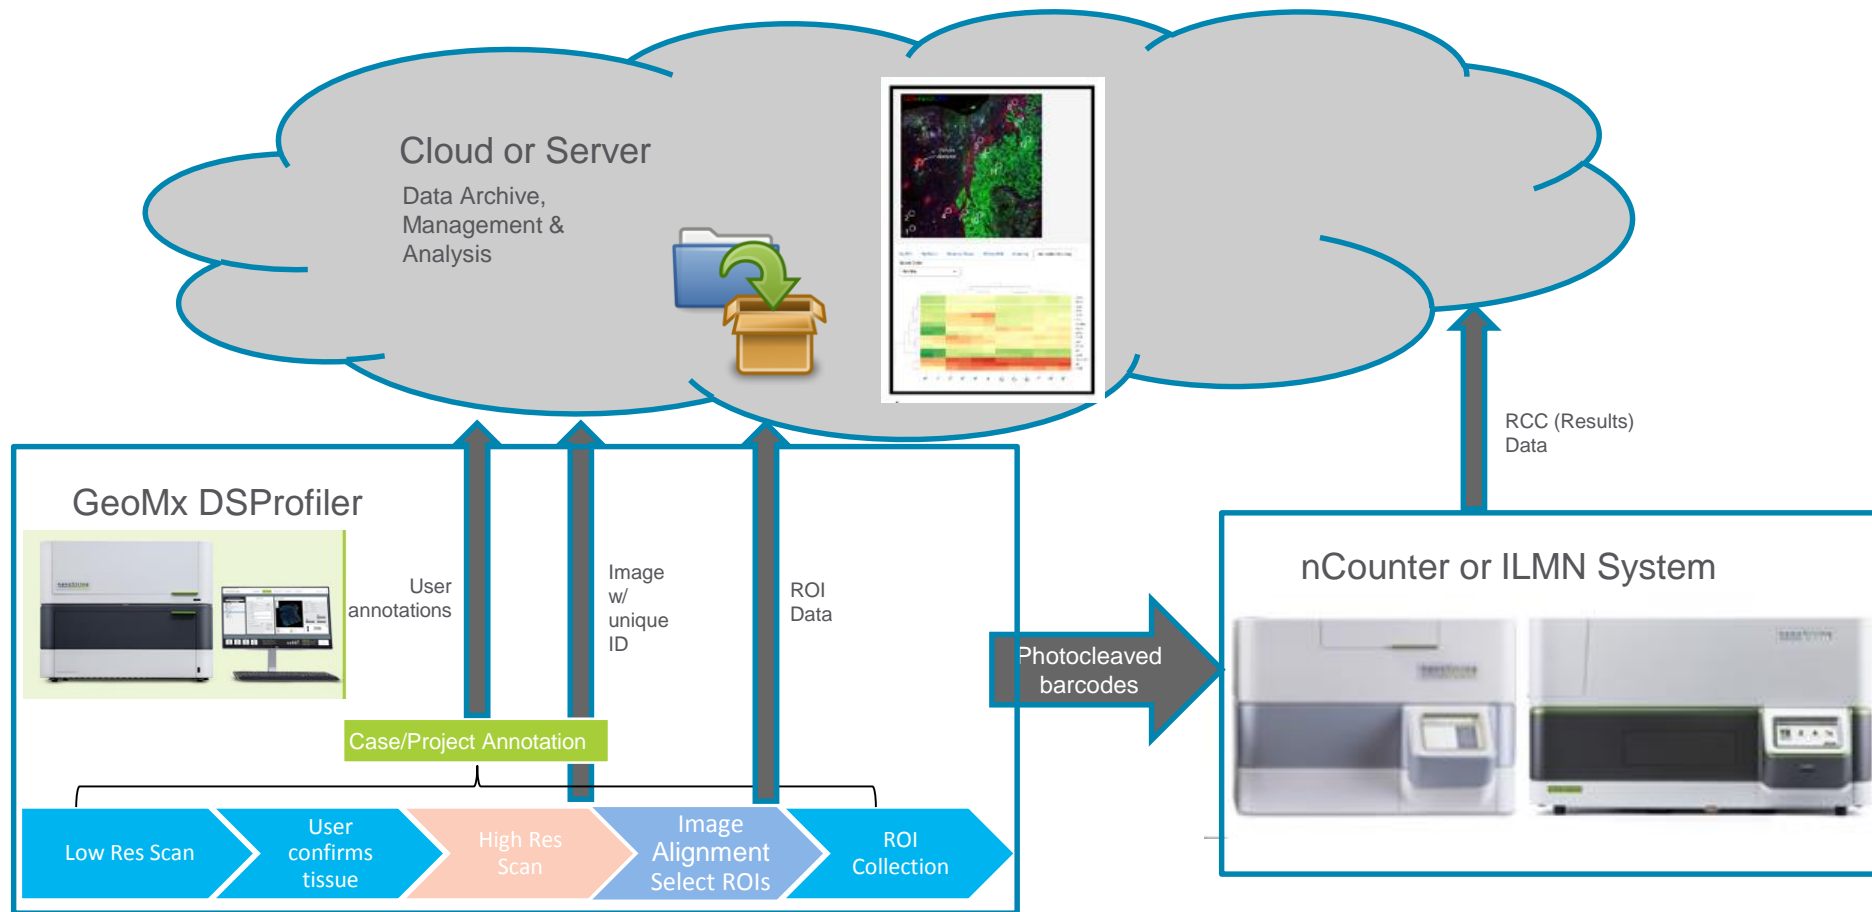 Cloud or Server
Data Archive,
Management &
Analysis
RCC (Results)
Data
GeoMx DSProfiler
User
annotations
Image
w/
unique
ID
ROI
Data
Photocleaved
barcodes
nCounter or ILMN System
Case/Project Annotation
Low Res Scan
User
confirms
tissue
High Res
Scan
Image
Alignment
Select ROIs
ROI
Collection